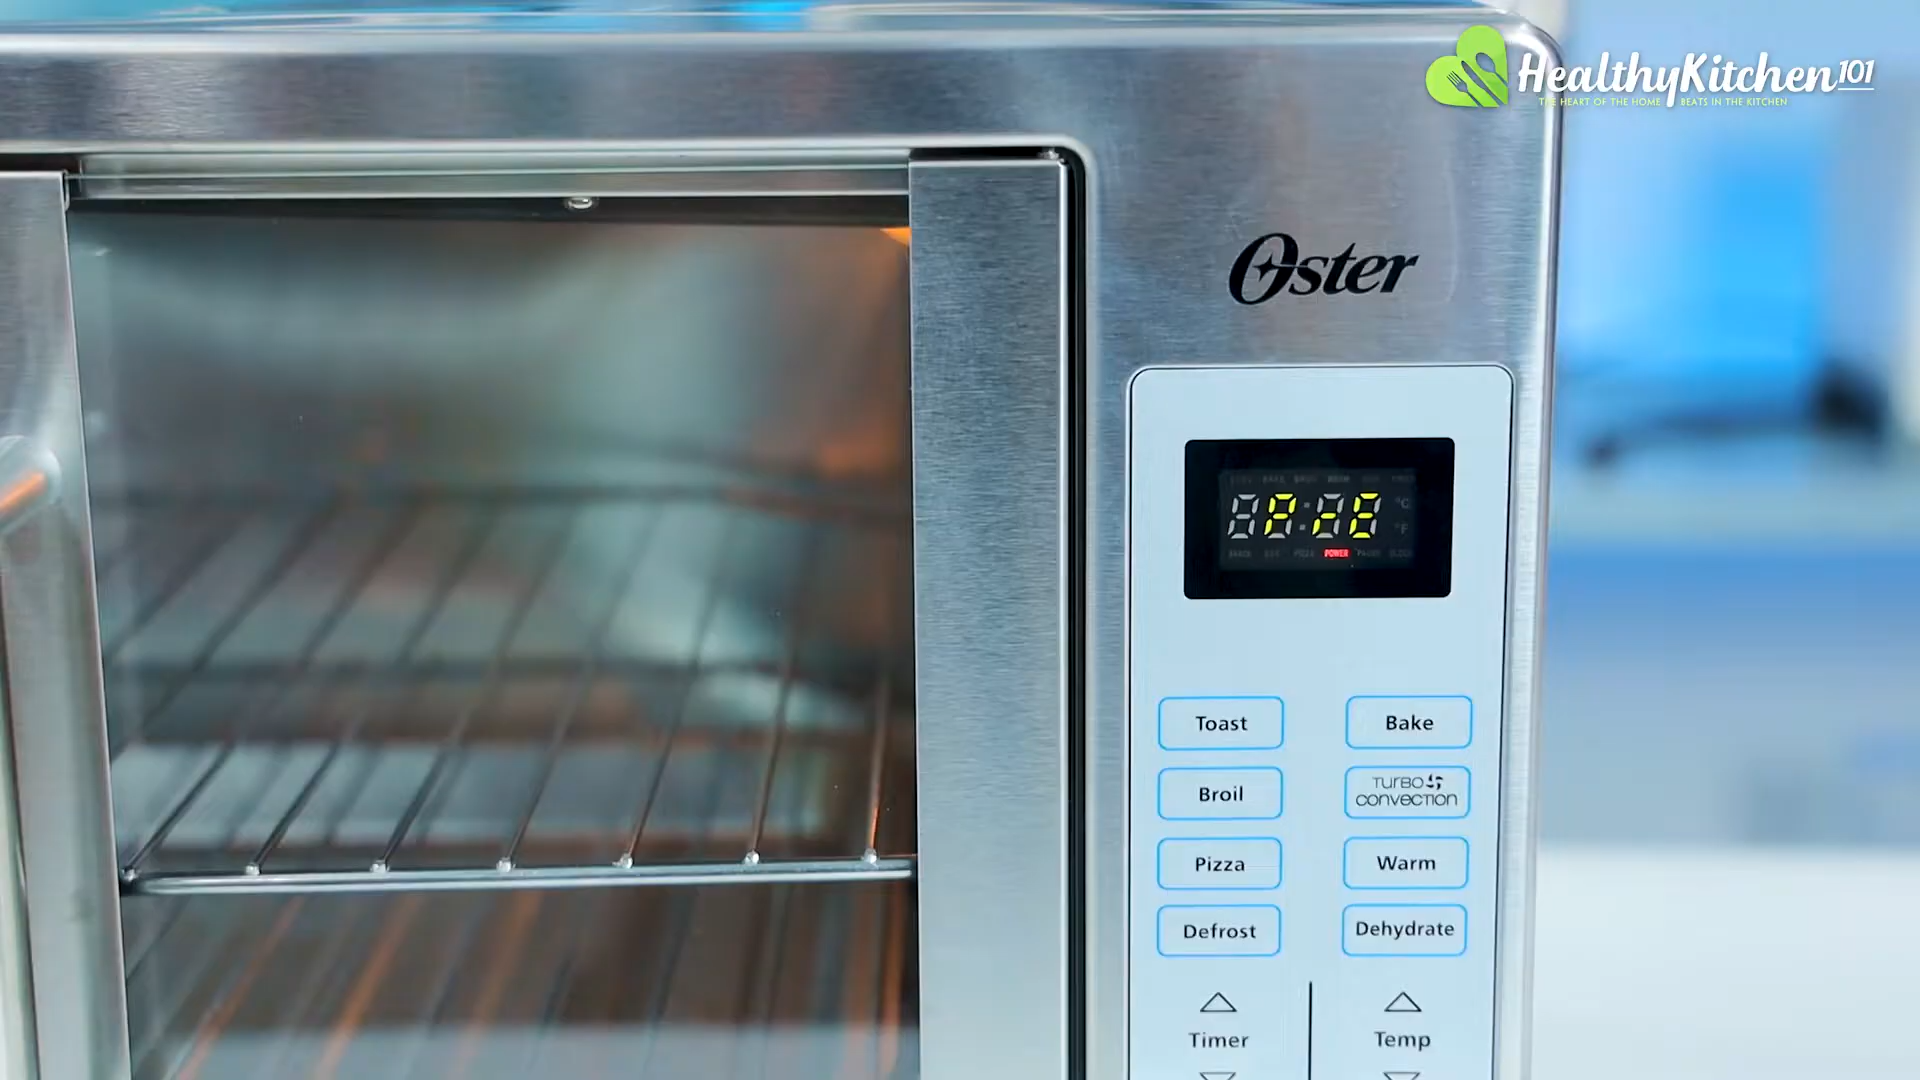 HealthyKitchen101
THE HEART OF THE HOME BEATS IN THE KITCHEN
Oster
PrE
POWER
Toast
Bake
Broil
TURBO
CONVECTION
Pizza
Warm
Defrost
Dehydrate
Timer
Temp